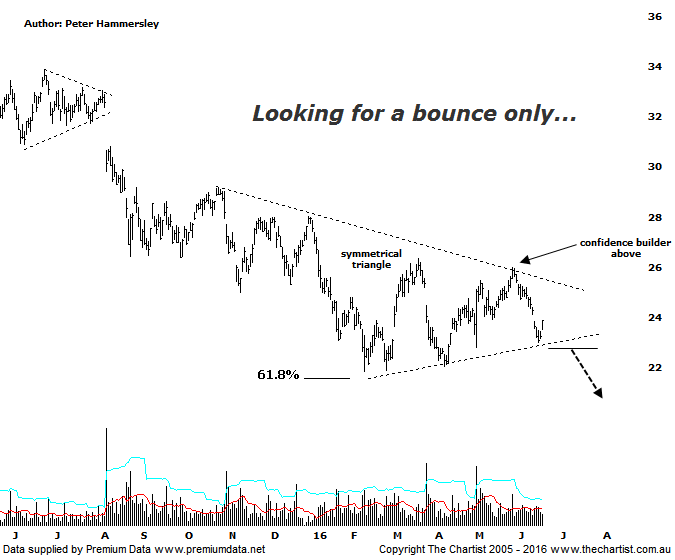 Author: Peter Hammersley
36
34
Looking for a bounce only...
32
30
28
symmetrical
triangle
confidence builder
above
26
24
22
61.8%
J J A S O N D 16 F M A M J J A
Data supplied by Premium Data www.premiumdata.net Copyright The Chartist 2005 - 2016 www.thechartist.com.au